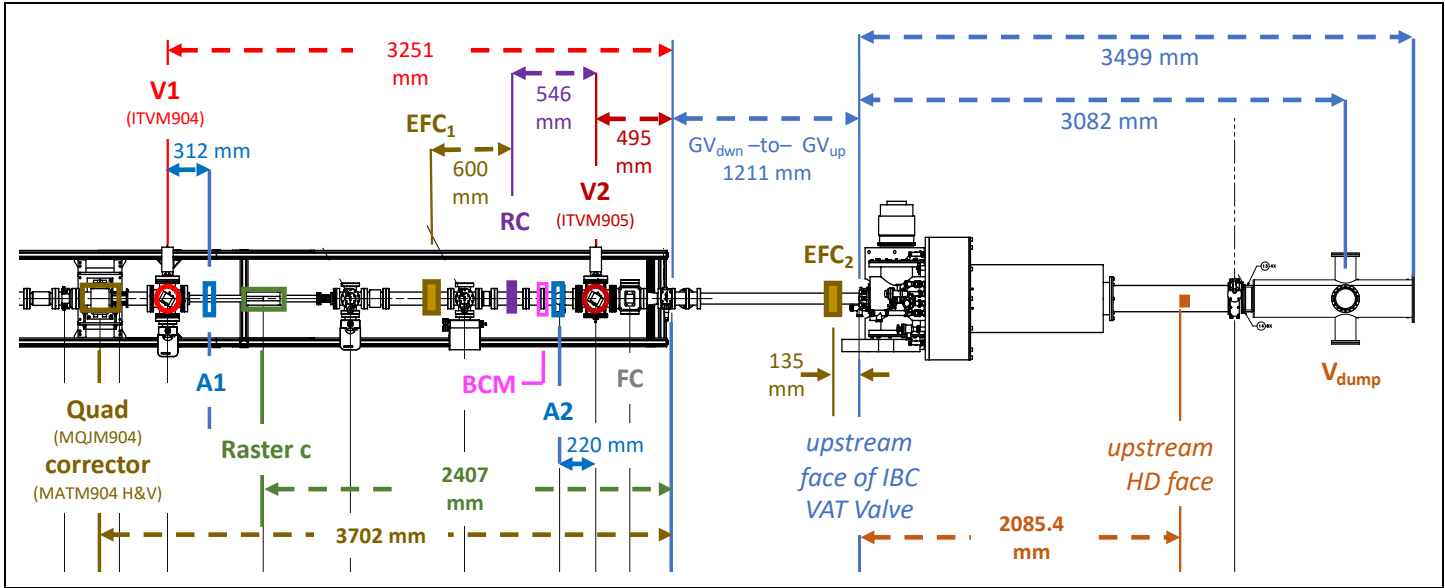 3251
mm
3499 mm
V1
(ITVM904)
546
mm
3082 mm
EFC1
495
mm
312 mm
600
mm
GVdwn –to– GVup
1211 mm
V2
(ITVM905)
RC
EFC2
135
mm
A1
BCM
FC
Vdump
Quad
(MQJM904)
corrector
(MATM904 H&V)
A2
Raster c
220 mm
upstream
face of IBC
VAT Valve
upstream
HD face
2407
mm
3702 mm
2085.4
mm